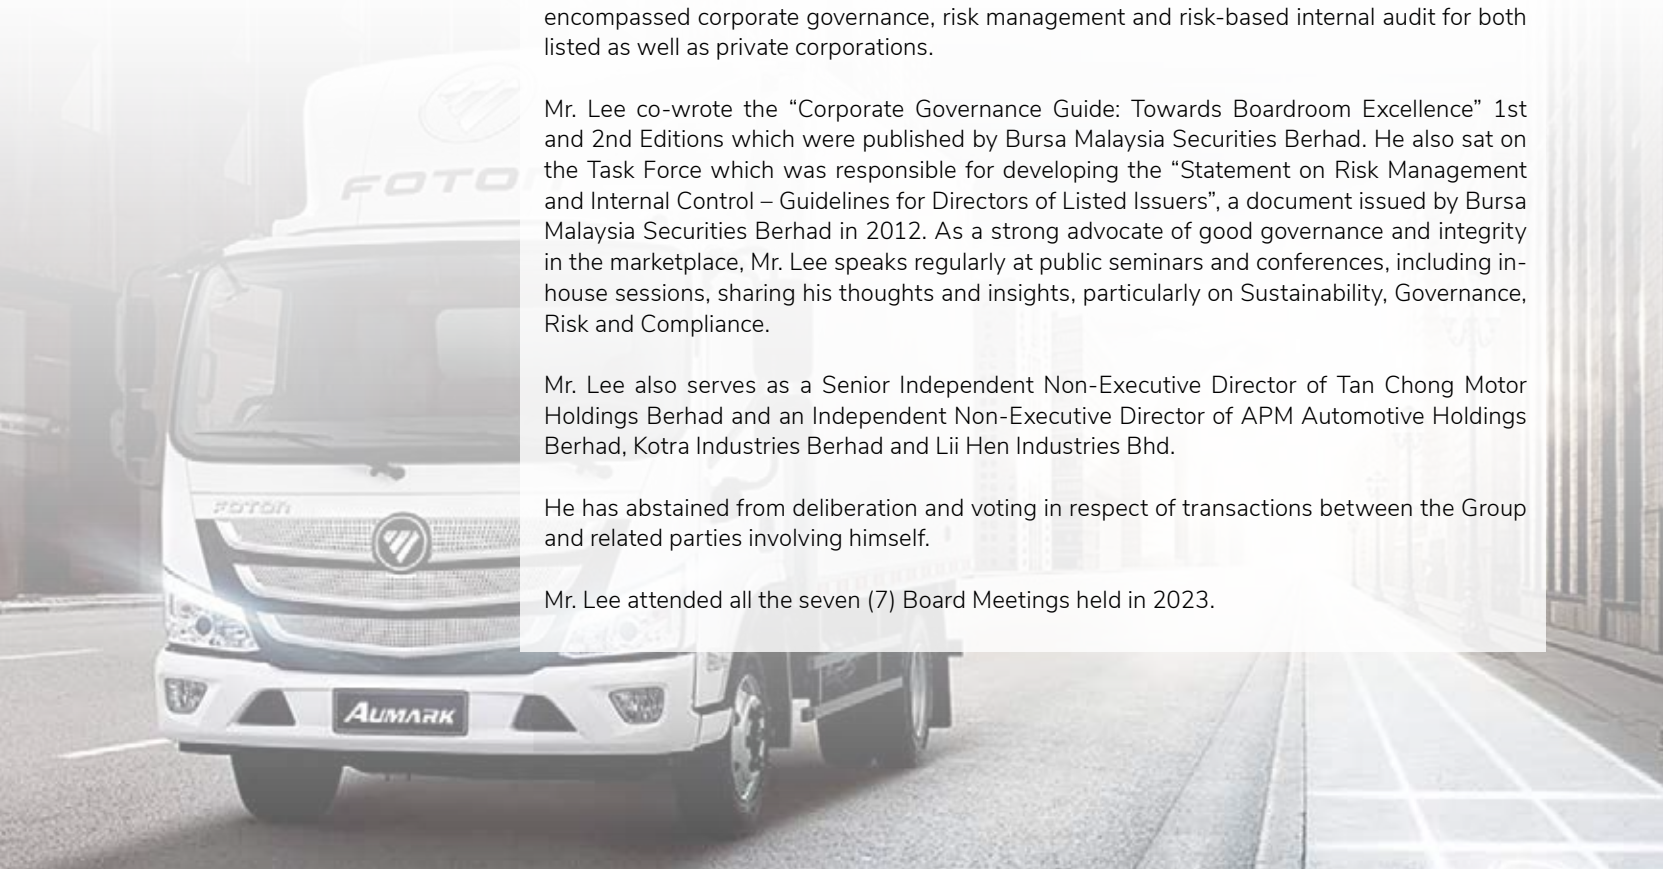 encompassed corporate governance, risk management and risk-based internal audit for both
listed as well as private corporations.
Mr. Lee co-wrote the “Corporate Governance Guide: Towards Boardroom Excellence” 1st
and 2nd Editions which were published by Bursa Malaysia Securities Berhad. He also sat on
the Task Force which was responsible for developing the “Statement on Risk Management
and Internal Control – Guidelines for Directors of Listed Issuers”, a document issued by Bursa
Malaysia Securities Berhad in 2012. As a strong advocate of good governance and integrity
in the marketplace, Mr. Lee speaks regularly at public seminars and conferences, including in-
house sessions, sharing his thoughts and insights, particularly on Sustainability, Governance,
Risk and Compliance.
Mr. Lee also serves as a Senior Independent Non-Executive Director of Tan Chong Motor
Holdings Berhad and an Independent Non-Executive Director of APM Automotive Holdings
Berhad, Kotra Industries Berhad and Lii Hen Industries Bhd.
He has abstained from deliberation and voting in respect of transactions between the Group
and related parties involving himself.
Mr. Lee attended all the seven (7) Board Meetings held in 2023.
FOTO
FOTON
AUMARK